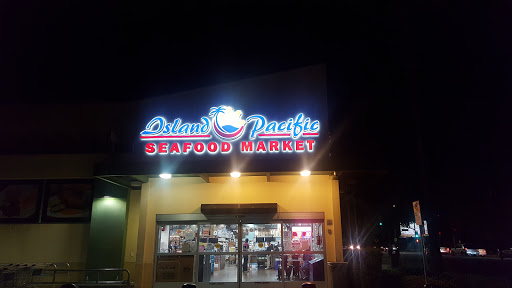 Island Pacific
SEAFOOD MARKET